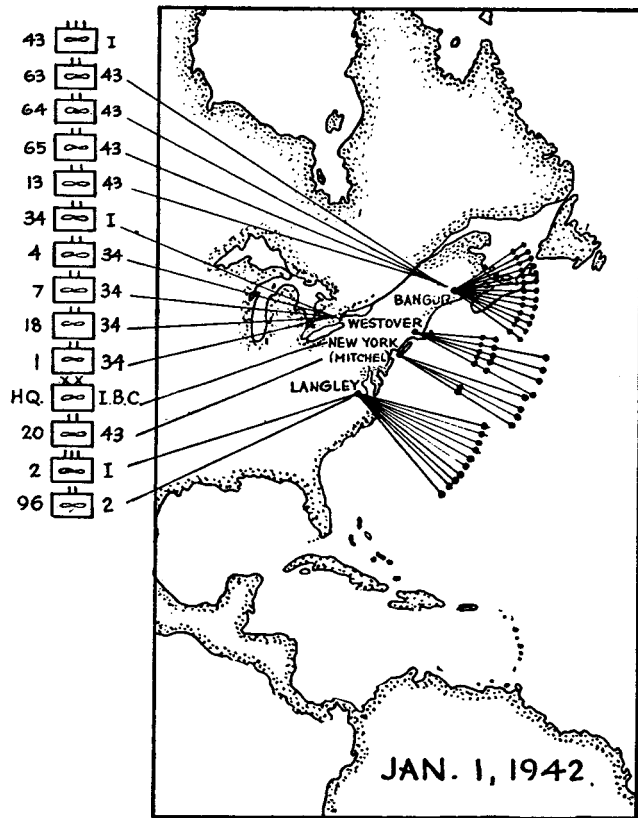 43 I
63 43
64 43
65 43
13 43
34 I
4 34
7 34
18 34
1 34
HQ. I.B.C.
20 43
2 I
96 2
BANGOR
WESTOVER
NEW YORK
(MITCHEL)
LANGLEY
JAN. 1, 1942